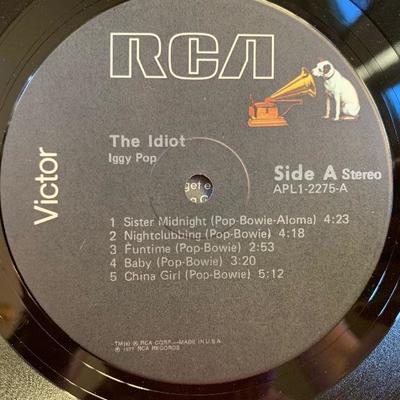 RCA
Victor
The Idiot
Iggy Pop
Side A Stereo
APL1-2275-A
1 Sister Midnight (Pop-Bowie-Aloma) 4:23
2 Nightclubbing (Pop-Bowie) 4:18
3 Funtime (Pop-Bowie) 2:53
4 Baby (Pop-Bowie) 3:20
5 China Girl (Pop-Bowie) 5:12
TM(s) ® RCA CORP.—MADE IN U.S.A.
℗ 1977 RCA RECORDS